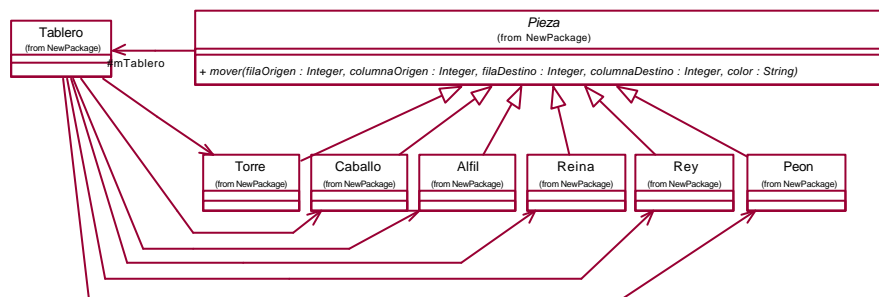 Tablero
(from NewPackage)
#mTablero
Pieza
(from NewPackage)
+ mover(filaOrigen : Integer, columnaOrigen : Integer, filaDestino : Integer, columnaDestino : Integer, color : String)
Torre
(from NewPackage)
Caballo
(from NewPackage)
Alfil
(from NewPackage)
Reina
(from NewPackage)
Rey
(from NewPackage)
Peon
(from NewPackage)